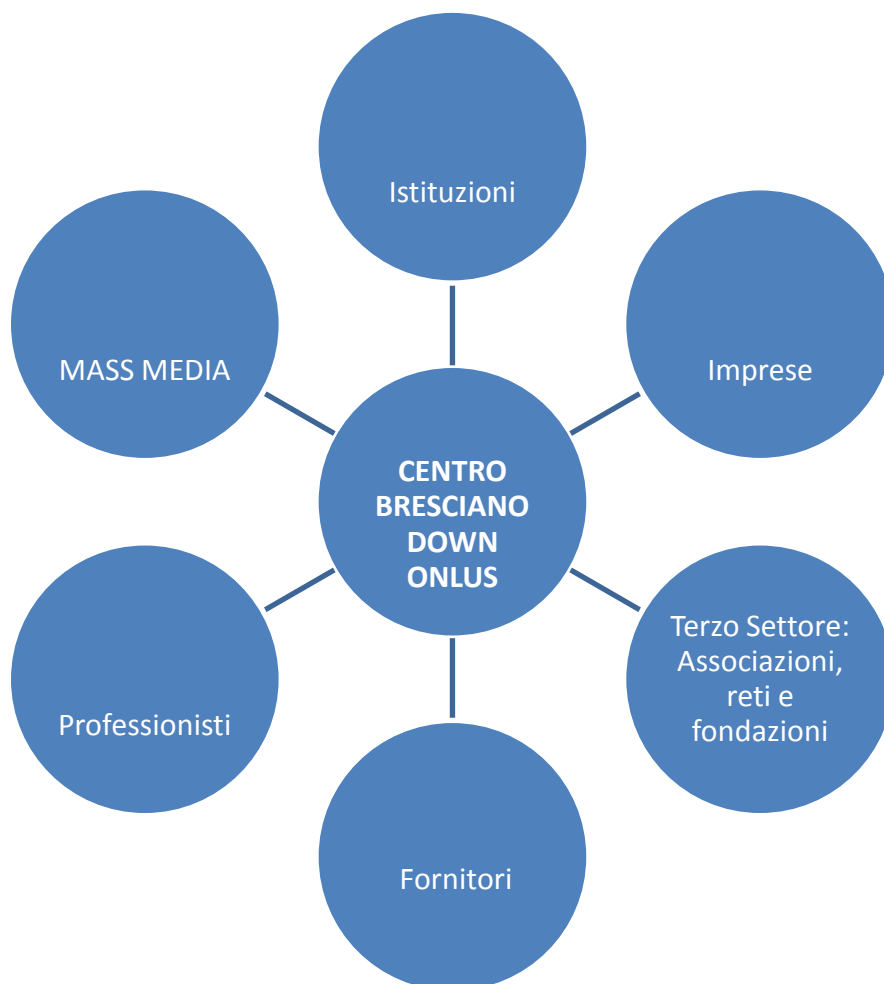 Istituzioni
MASS MEDIA
Imprese
CENTRO
BRESCIANO
DOWN
ONLUS
Terzo Settore:
Associazioni,
reti e
fondazioni
Professionisti
Fornitori